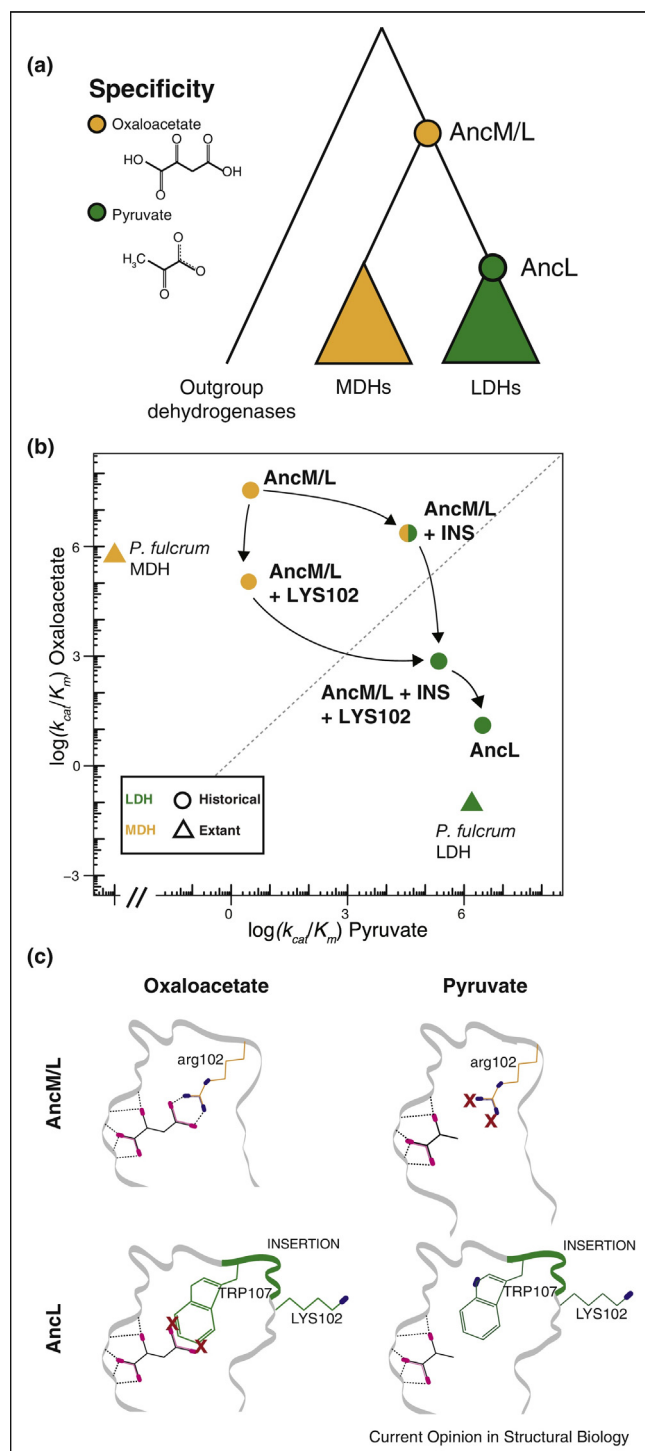 (a)
Specificity
Oxaloacetate
HO
O
O
O
OH
Pyruvate
H3C
O
O
O
AncM/L
AncL
Outgroup
dehydrogenases
MDHs
LDHs
(b)
log(kcat/Km) Oxaloacetate
6
3
0
−3
AncM/L
AncM/L
+ INS
P. fulcrum
MDH
AncM/L
+ LYS102
AncM/L + INS
+ LYS102
AncL
P. fulcrum
LDH
LDH Historical
MDH Extant
0
3
6
log(kcat/Km) Pyruvate
(c)
Oxaloacetate
Pyruvate
AncM/L
arg102
X
X
arg102
AncL
INSERTION
TRP107
LYS102
X
X
INSERTION
TRP107
LYS102
Current Opinion in Structural Biology